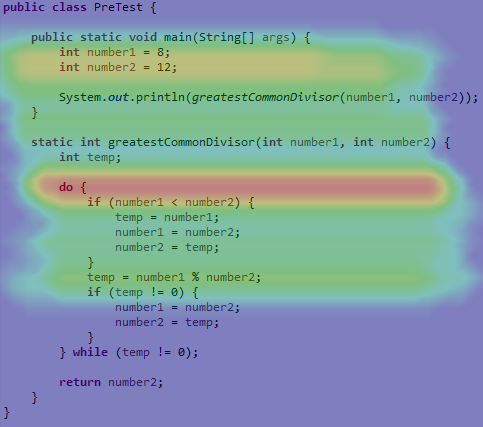 public class PreTest {
public static void main(String[] args) {
int number1 = 8;
int number2 = 12;
System.out.println(greatestCommonDivisor(number1, number2));
}
static int greatestCommonDivisor(int number1, int number2) {
int temp;
do {
if (number1 < number2) {
temp = number1;
number1 = number2;
number2 = temp;
}
temp = number1 % number2;
if (temp != 0) {
number1 = number2;
number2 = temp;
}
} while (temp != 0);
return number2;
}
}